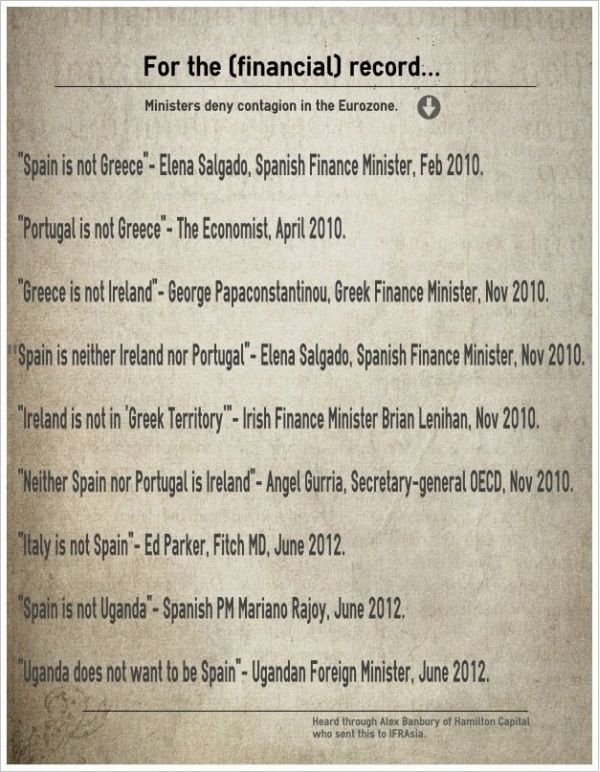 For the (financial) record...
Ministers deny contagion in the Eurozone.
"Spain is not Greece"- Elena Salgado, Spanish Finance Minister, Feb 2010.
"Portugal is not Greece"- The Economist, April 2010.
"Greece is not Ireland"- George Papaconstantinou, Greek Finance Minister, Nov 2010.
"Spain is neither Ireland nor Portugal"- Elena Salgado, Spanish Finance Minister, Nov 2010.
"Ireland is not in 'Greek Territory'"- Irish Finance Minister Brian Lenihan, Nov 2010.
"Neither Spain nor Portugal is Ireland"- Angel Gurria, Secretary-general OECD, Nov 2010.
"Italy is not Spain"- Ed Parker, Fitch MD, June 2012.
"Spain is not Uganda"- Spanish PM Mariano Rajoy, June 2012.
"Uganda does not want to be Spain"- Ugandan Foreign Minister, June 2012.
Heard through Alex Banbury of Hamilton Capital
who sent this to IFRAsia.